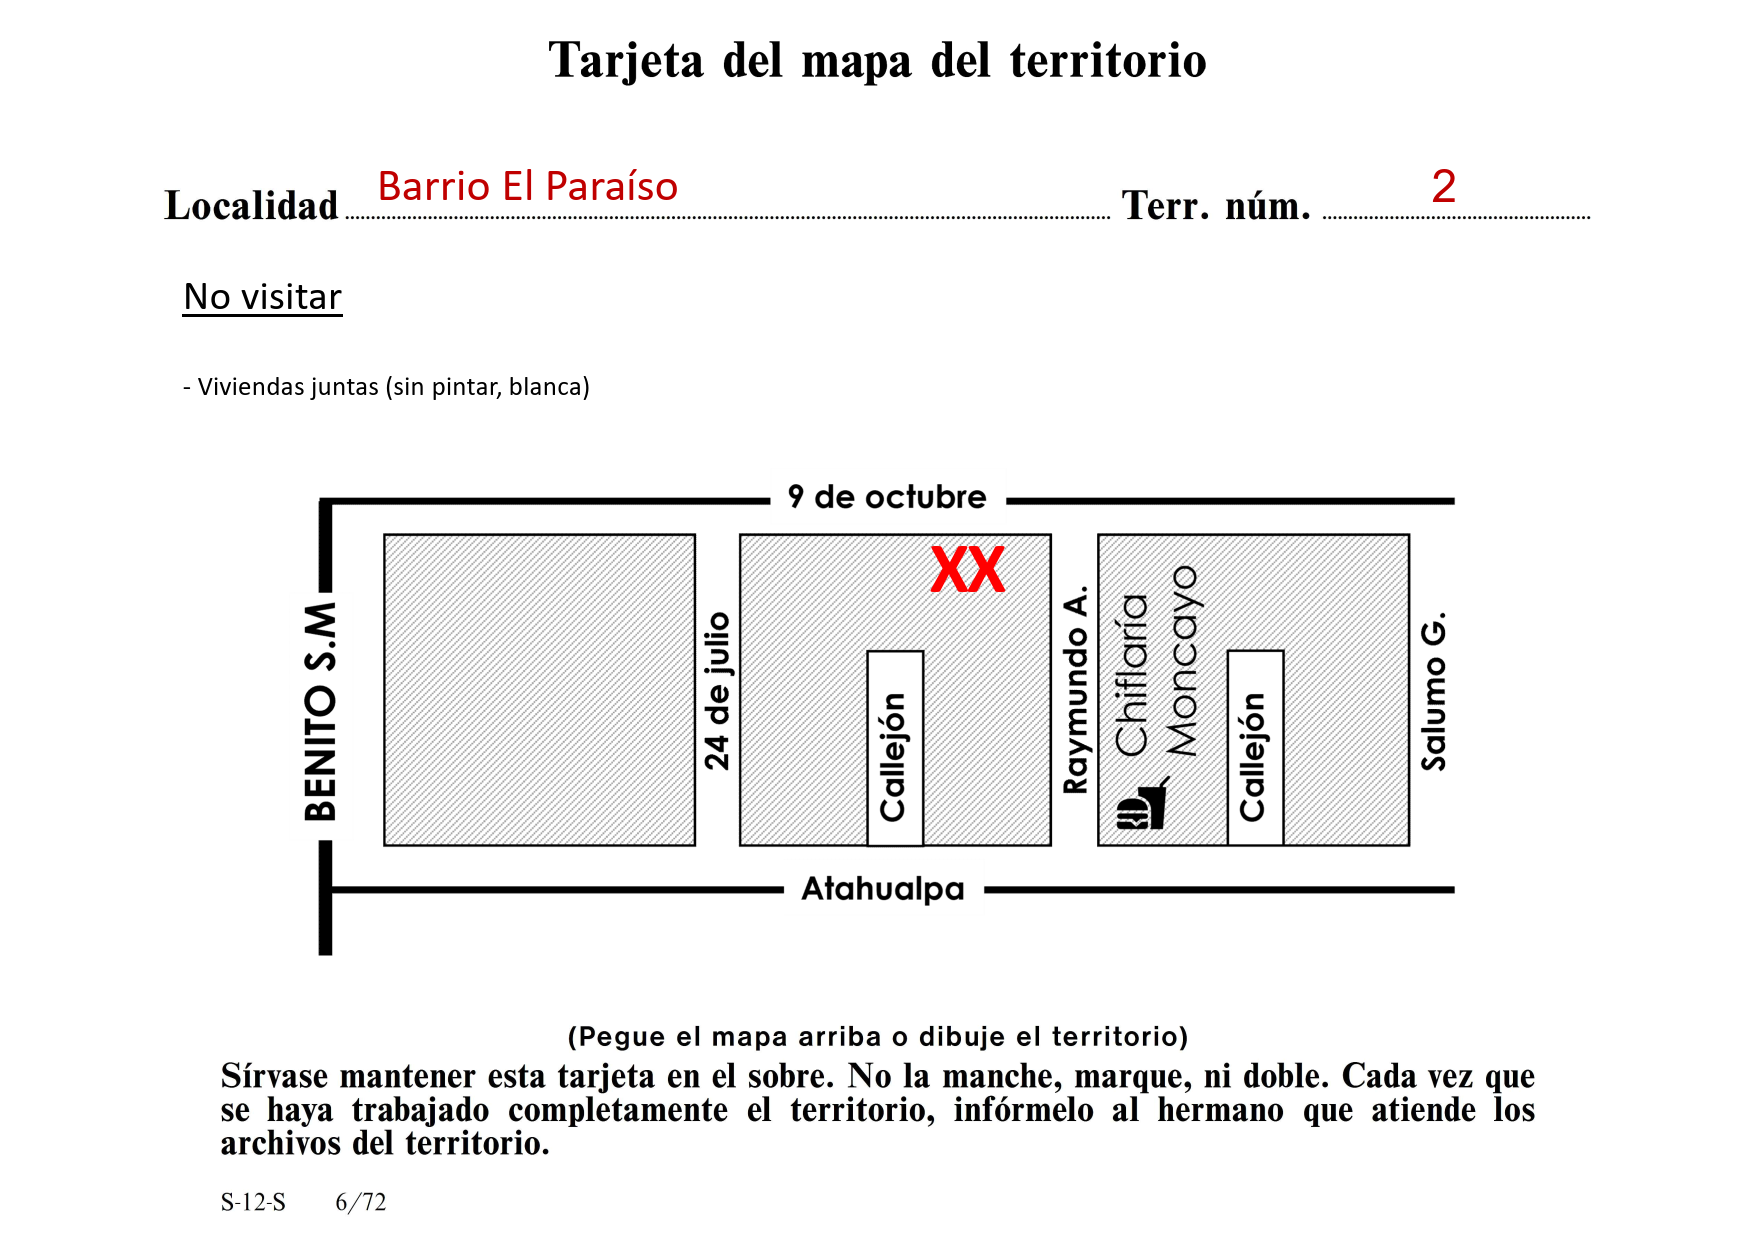 Tarjeta del mapa del territorio
Localidad Barrio El Paraíso Terr. núm. 2
No visitar
- Viviendas juntas (sin pintar, blanca)
9 de octubre
XX
BENITO S.M
24 de julio
Callejón
Raymundo A.
Chiflaría
Moncayo
Callejón
Salumo G.
Atahualpa
(Pegue el mapa arriba o dibuje el territorio)
Sírvase mantener esta tarjeta en el sobre. No la manche, marque, ni doble. Cada vez que
se haya trabajado completamente el territorio, infórmelo al hermano que atiende los
archivos del territorio.
S-12-S 6/72